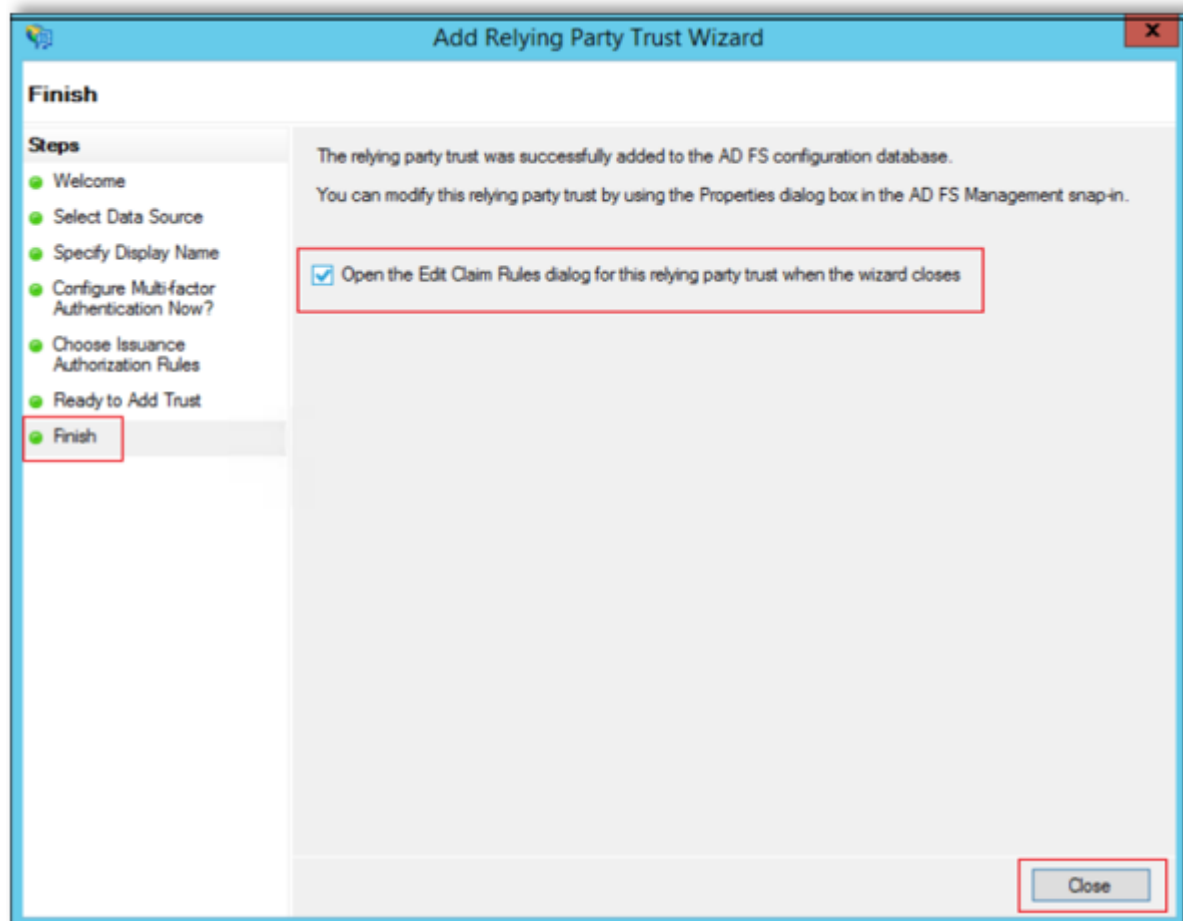 Add Relying Party Trust Wizard
x
Finish
Steps
Welcome
Select Data Source
Specify Display Name
Configure Multi-factor
Authentication Now?
Choose Issuance
Authorization Rules
Ready to Add Trust
Finish
The relying party trust was successfully added to the AD FS configuration database.
You can modify this relying party trust by using the Properties dialog box in the AD FS Management snap-in.
Open the Edit Claim Rules dialog for this relying party trust when the wizard closes
Close